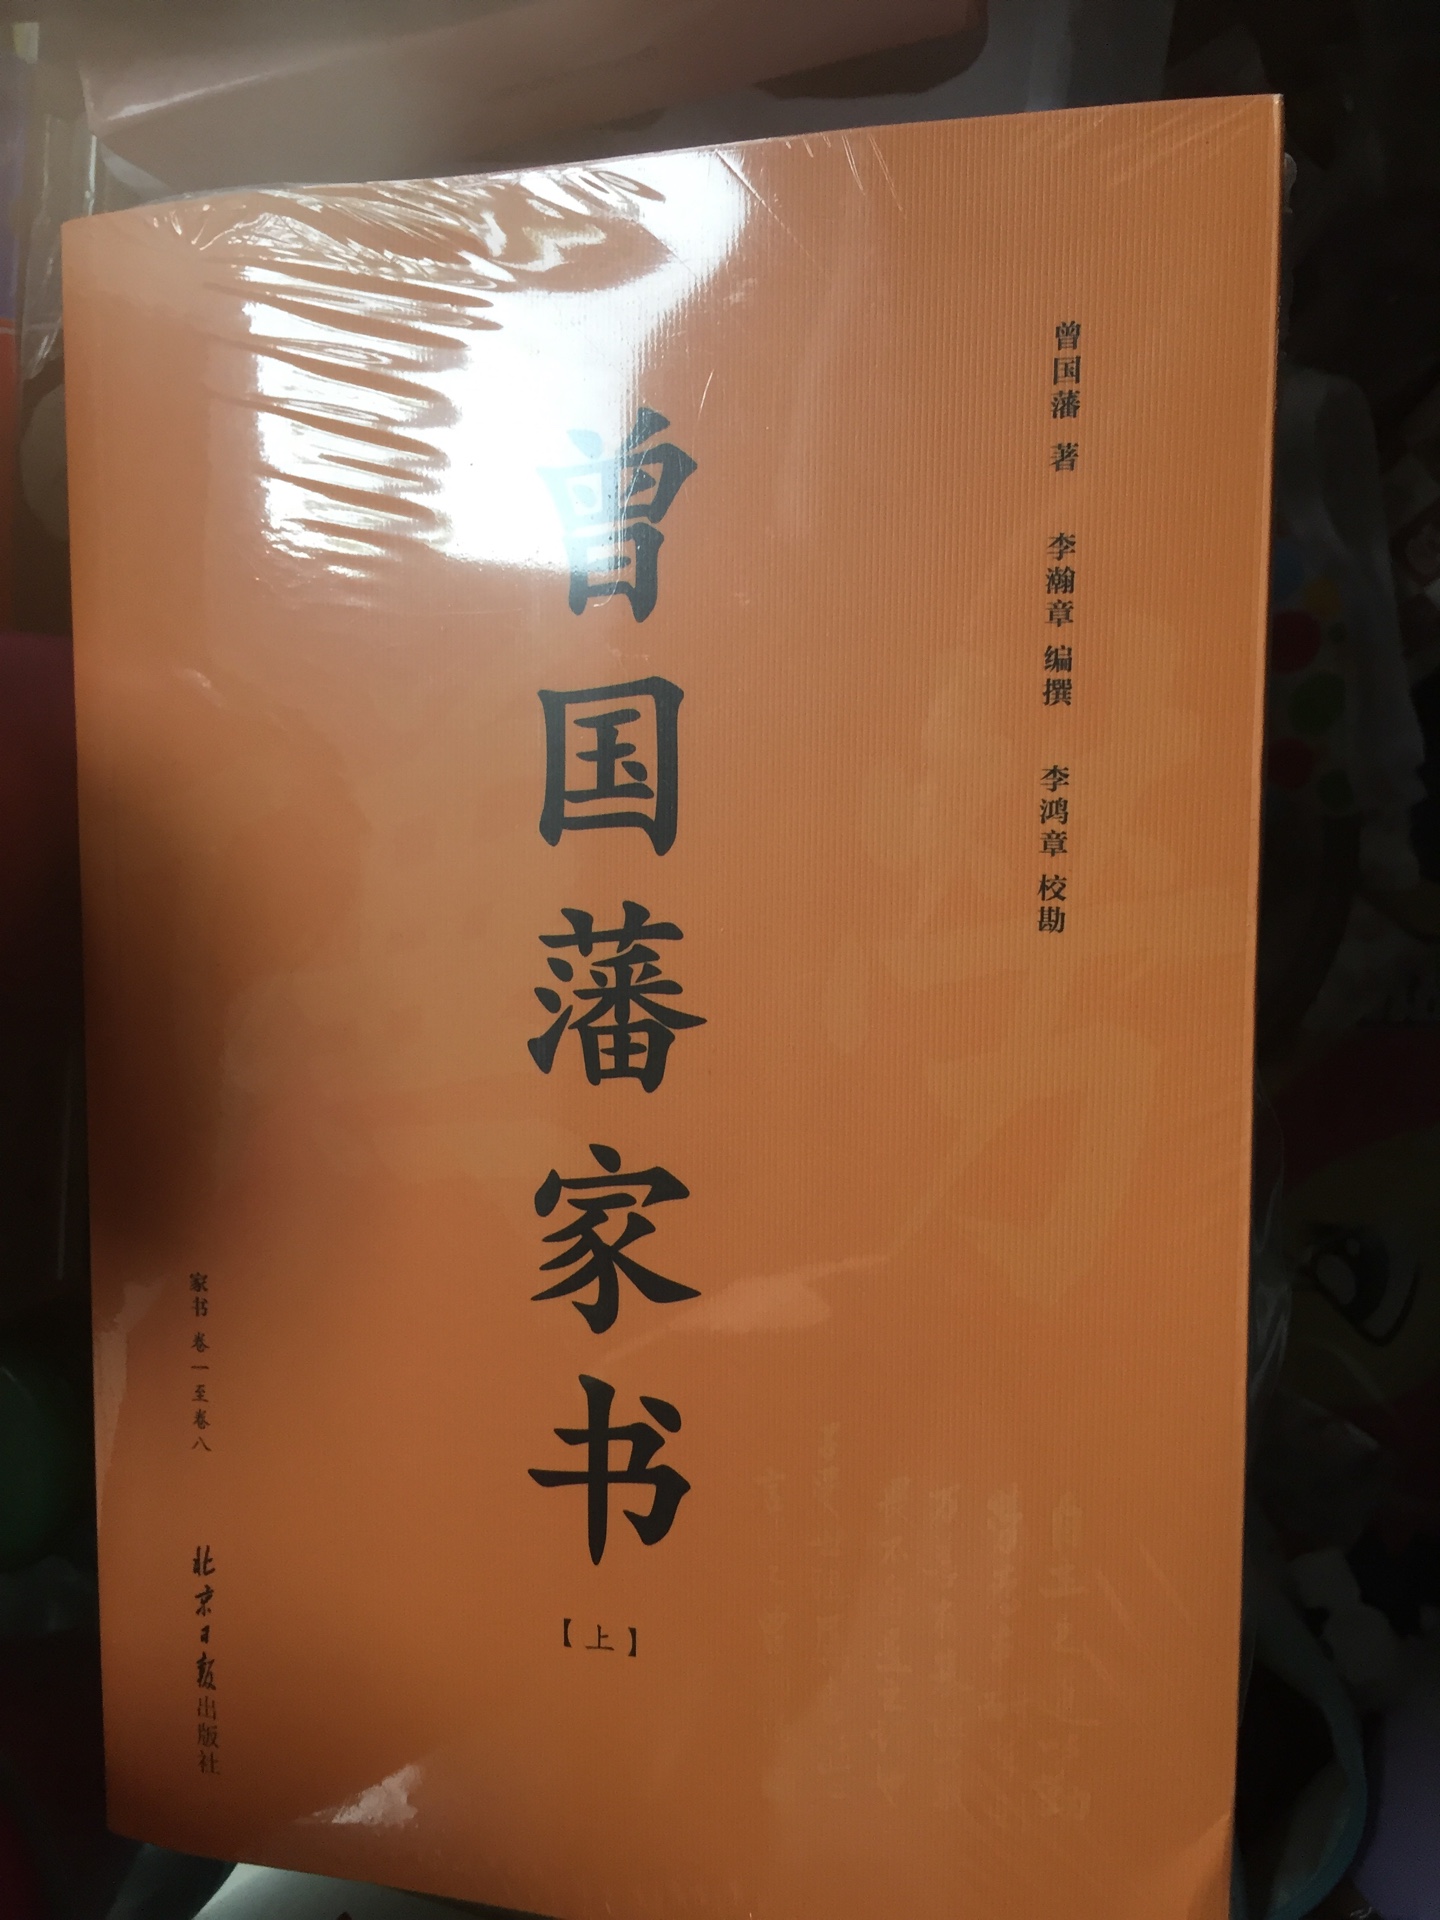 曾国藩 著 李瀚章 编撰 李鸿章 校勘
曾国藩家书
【上】
家书 卷一至卷八
北京日报出版社